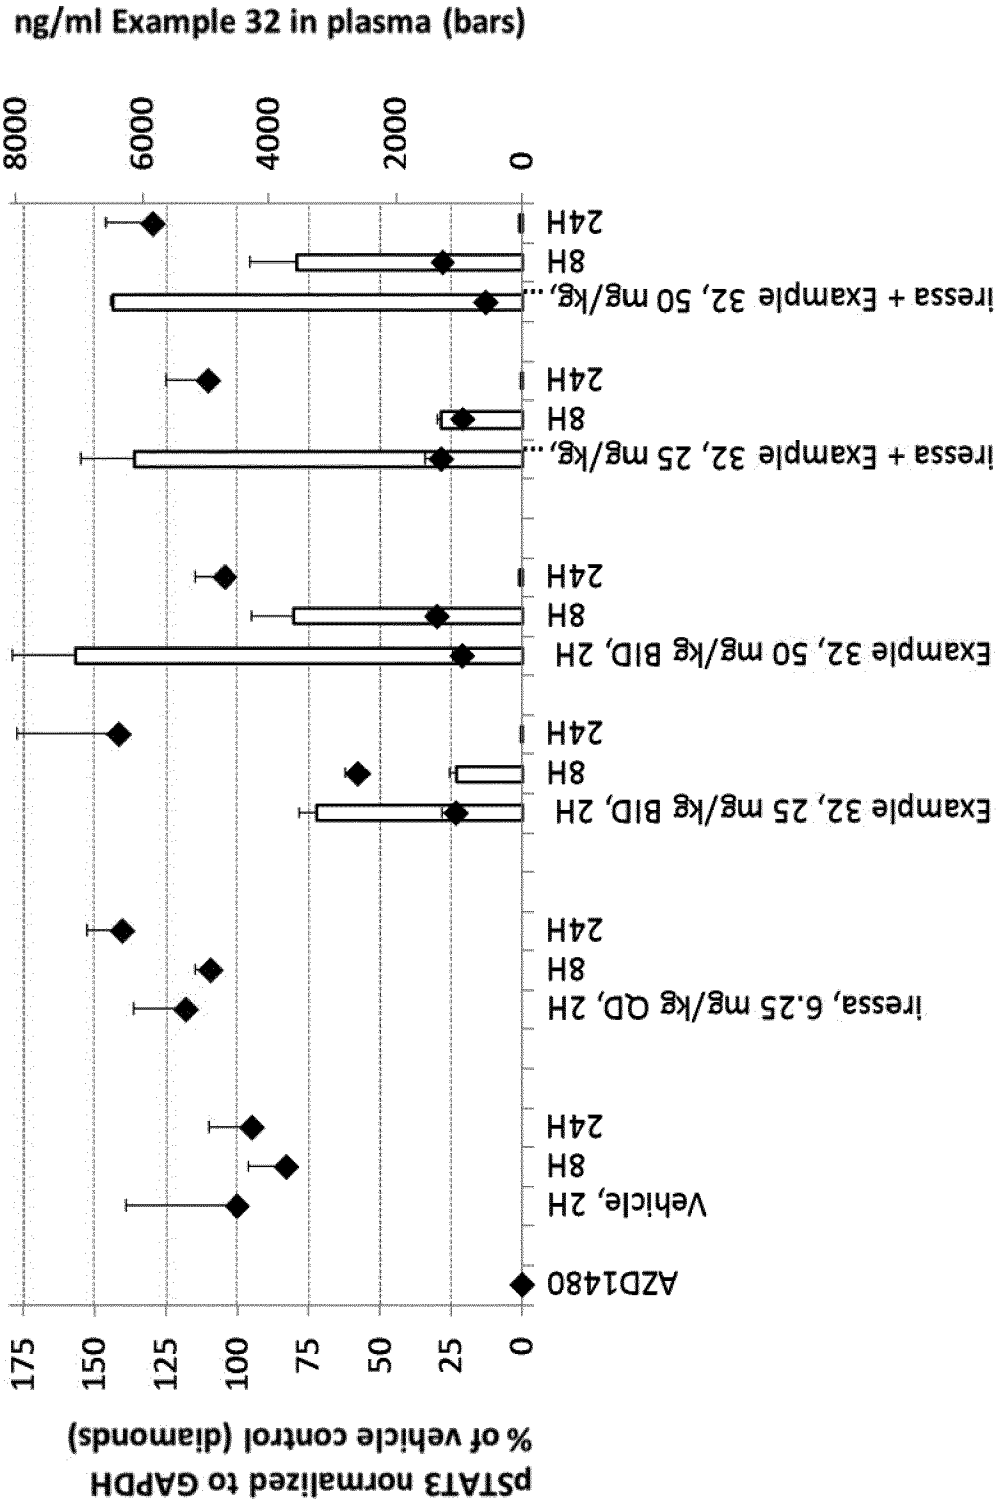 ng/ml Example 32 in plasma (bars)
8000
6000
4000
2000
0
24H
8H
iressa + Example 32, 50 mg/kg, ...
24H
8H
iressa + Example 32, 25 mg/kg, ...
24H
8H
Example 32, 50 mg/kg BID, 2H
24H
8H
Example 32, 25 mg/kg BID, 2H
24H
8H
iressa, 6.25 mg/kg QD, 2H
24H
8H
Vehicle, 2H
AZD1480
175
150
125
100
75
50
25
0
pSTAT3 normalized to GAPDH
% of vehicle control (diamonds)